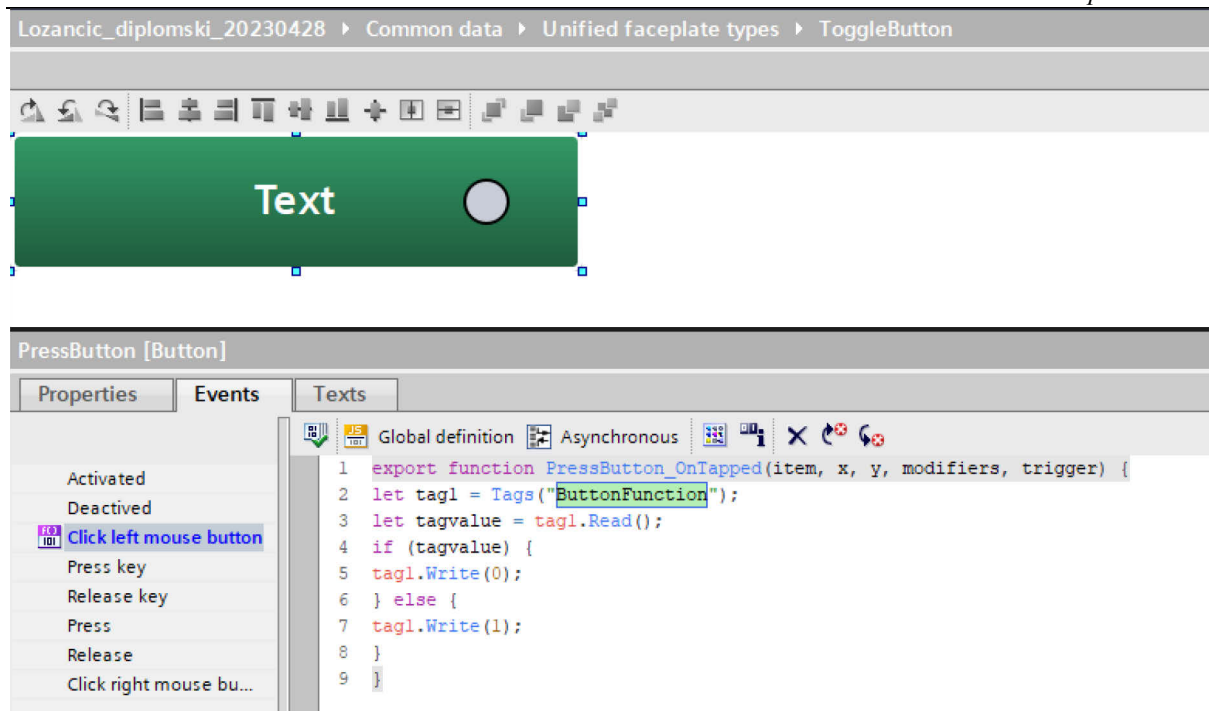 Lozancic_diplomski_20230428 ▸ Common data ▸ Unified faceplate types ▸ ToggleButton
Text
PressButton [Button]
Properties Events Texts
Global definition Asynchronous
Activated
Deactived
Click left mouse button
Press key
Release key
Press
Release
Click right mouse bu...
1 export function PressButton_OnTapped(item, x, y, modifiers, trigger) {
2 let tag1 = Tags("ButtonFunction");
3 let tagvalue = tag1.Read();
4 if (tagvalue) {
5 tag1.Write(0);
6 } else {
7 tag1.Write(1);
8 }
9 }